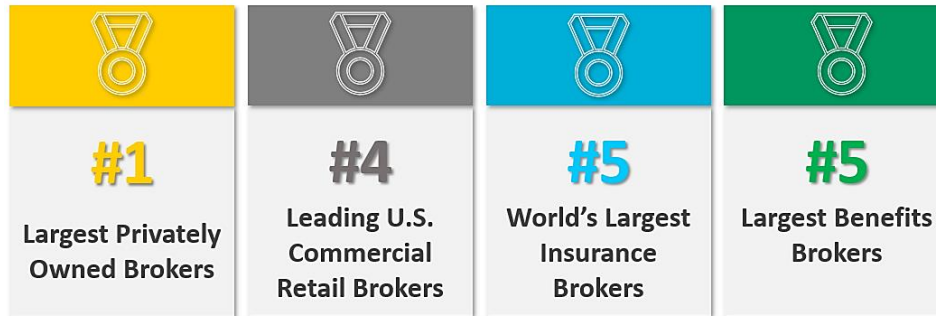 #1
Largest Privately
Owned Brokers
#4
Leading U.S.
Commercial
Retail Brokers
#5
World's Largest
Insurance
Brokers
#5
Largest Benefits
Brokers